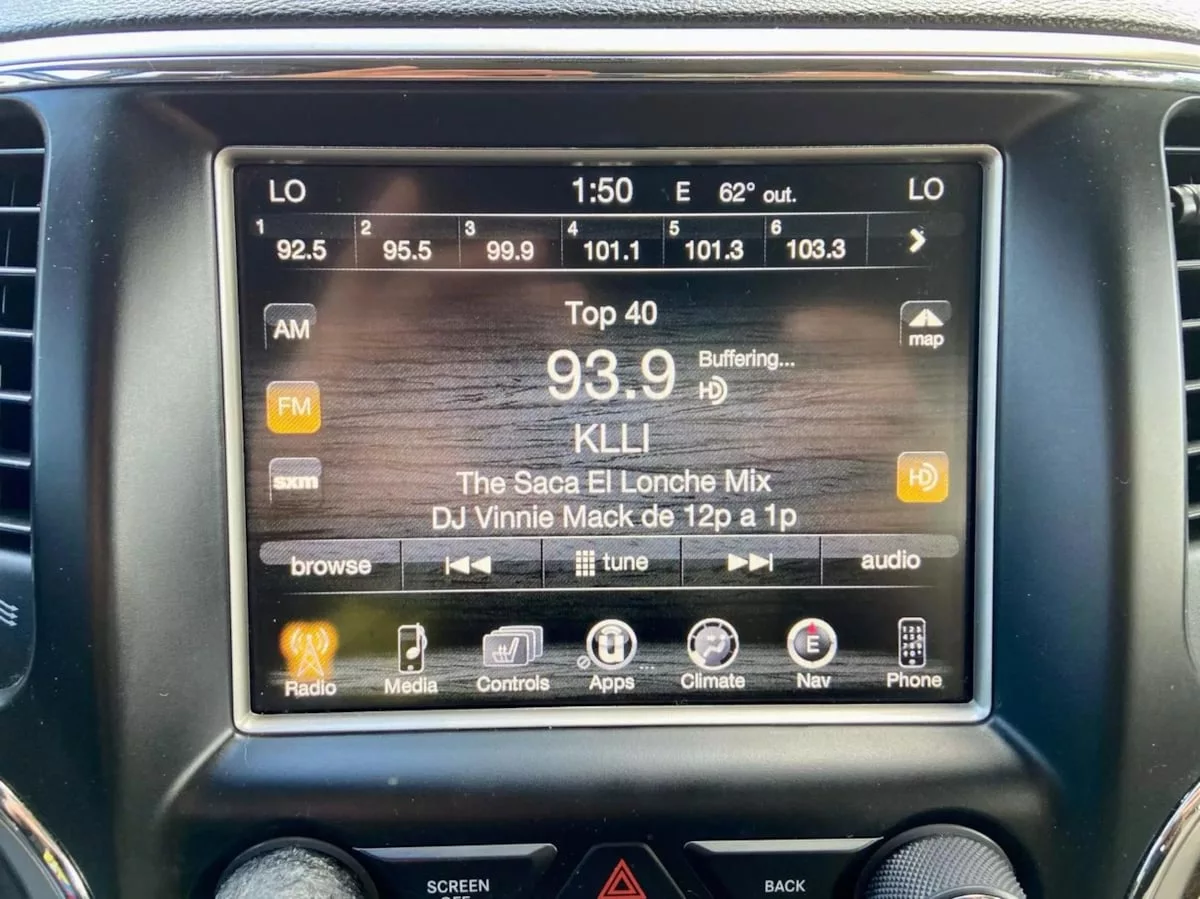 LO 1:50 E 62° out. LO
1 2 3 4 5 6
92.5 95.5 99.9 101.1 101.3 103.3
Top 40
AM
map
93.9 Buffering...
HD
FM
KLLI
HD
sxm
The Saca El Lonche Mix
DJ Vinnie Mack de 12p a 1p
browse tune audio
E
Radio Media Controls Apps Climate Nav Phone
SCREEN BACK
OFF